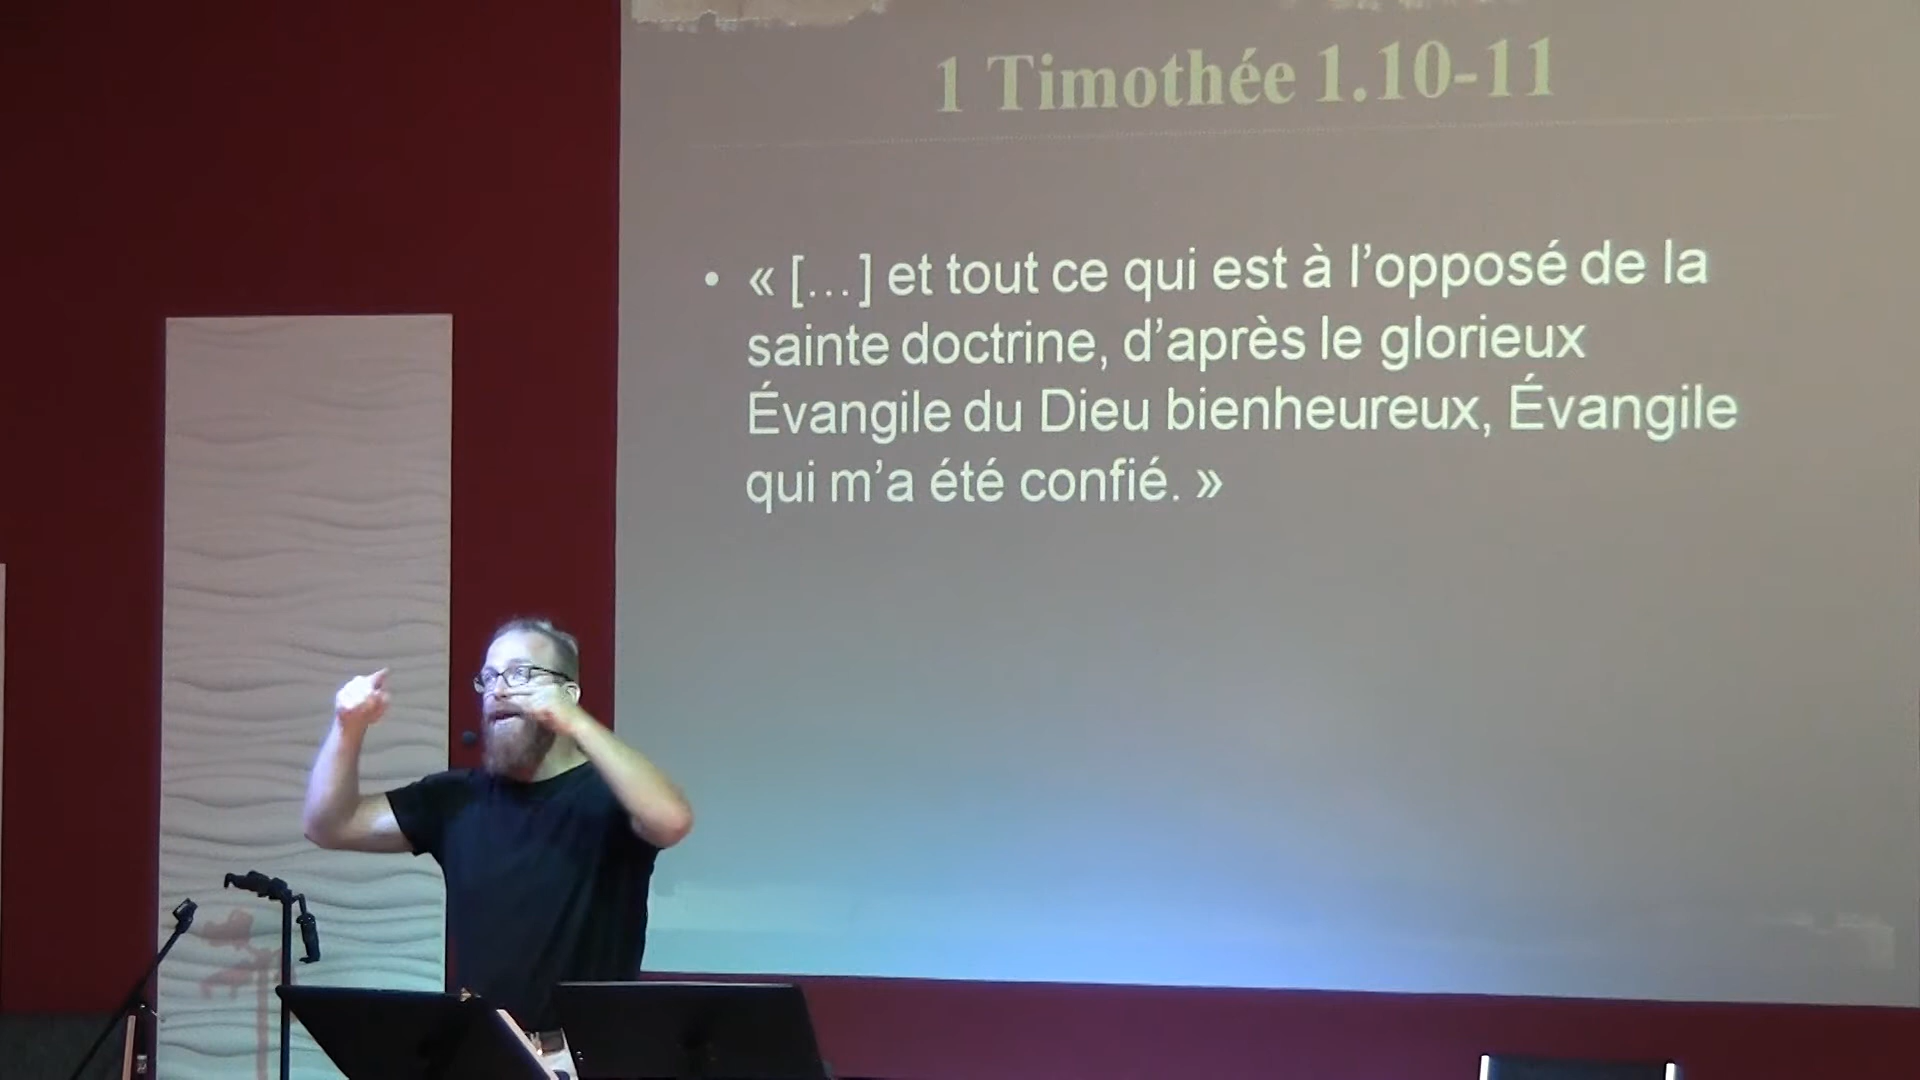 1 Timothée 1.10-11
• « […] et tout ce qui est à l’opposé de la
sainte doctrine, d’après le glorieux
Évangile du Dieu bienheureux, Évangile
qui m’a été confié. »